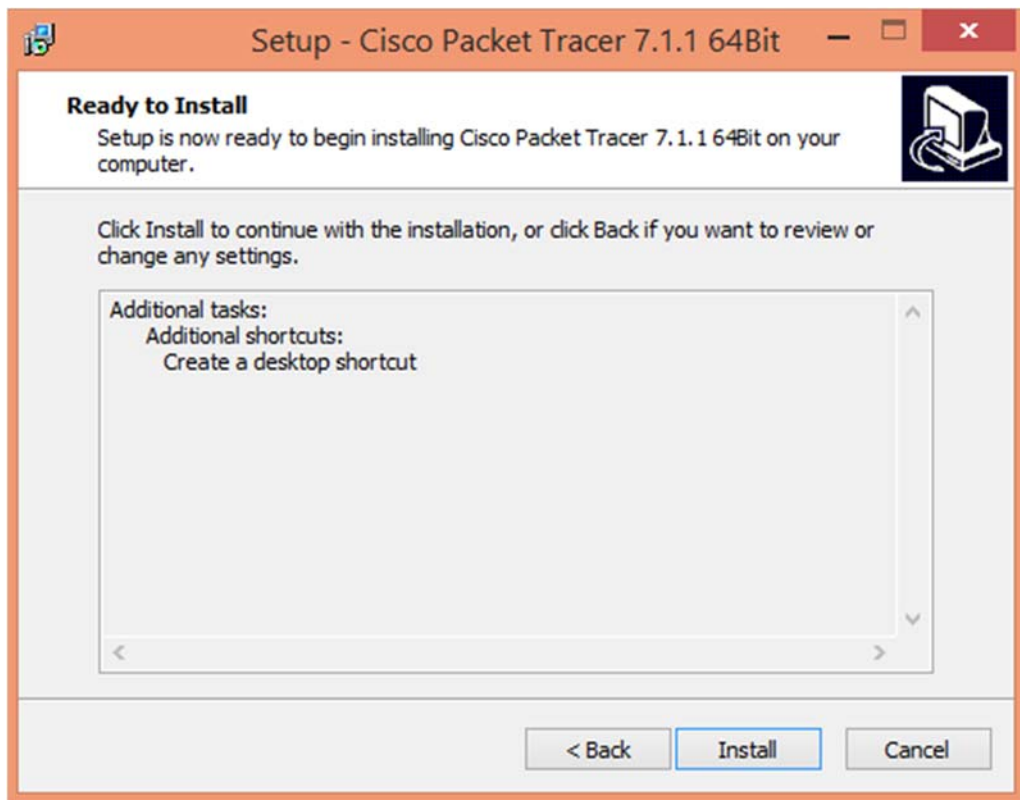 Setup - Cisco Packet Tracer 7.1.1 64Bit
Ready to Install
Setup is now ready to begin installing Cisco Packet Tracer 7.1.1 64Bit on your
computer.
Click Install to continue with the installation, or click Back if you want to review or
change any settings.
Additional tasks:
Additional shortcuts:
Create a desktop shortcut
< Back Install Cancel